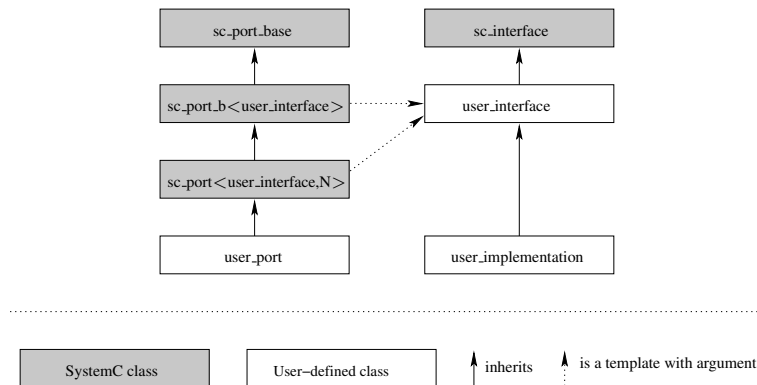 sc_port_base
sc_interface
sc_port_b<user_interface>
user_interface
sc_port<user_interface,N>
user_port
user_implementation
SystemC class
User−defined class
inherits
is a template with argument